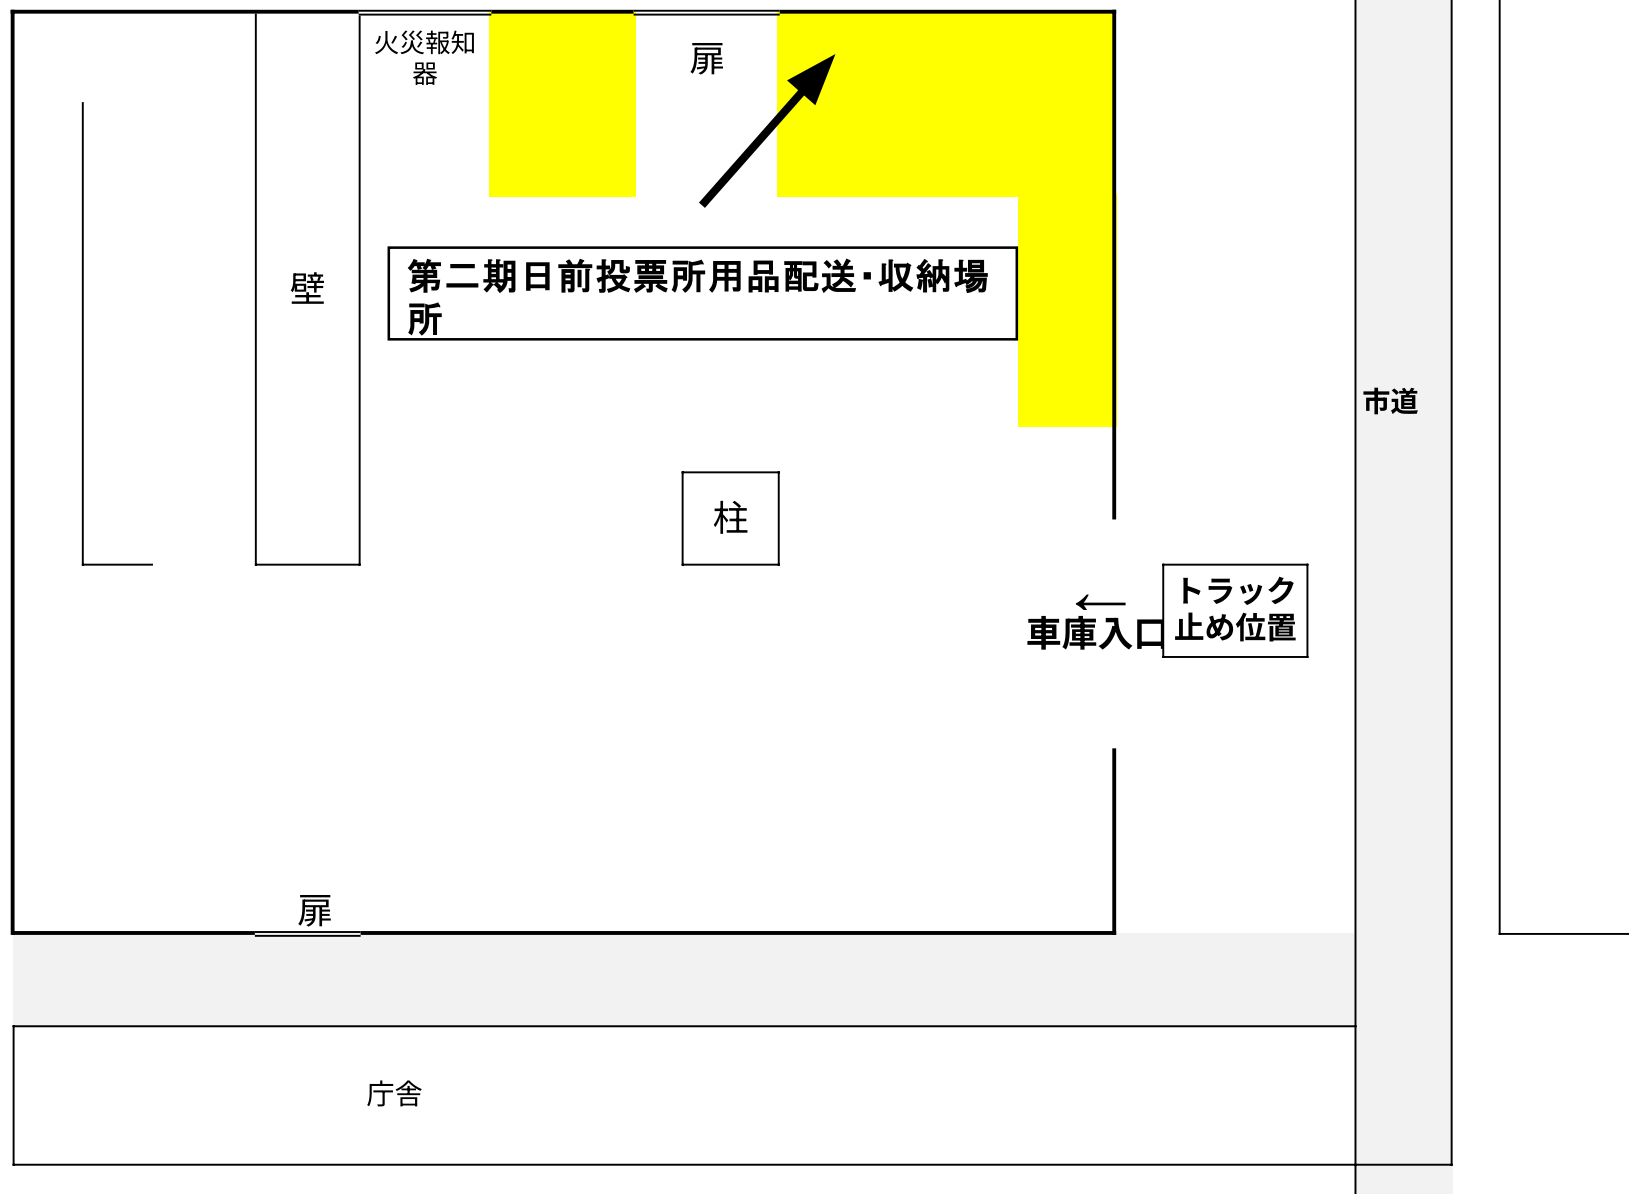 火災報知
器
扉
壁
第二期日前投票所用品配送・収納場
所
市道
柱
←
車庫入口
トラック
止め位置
扉
庁舎